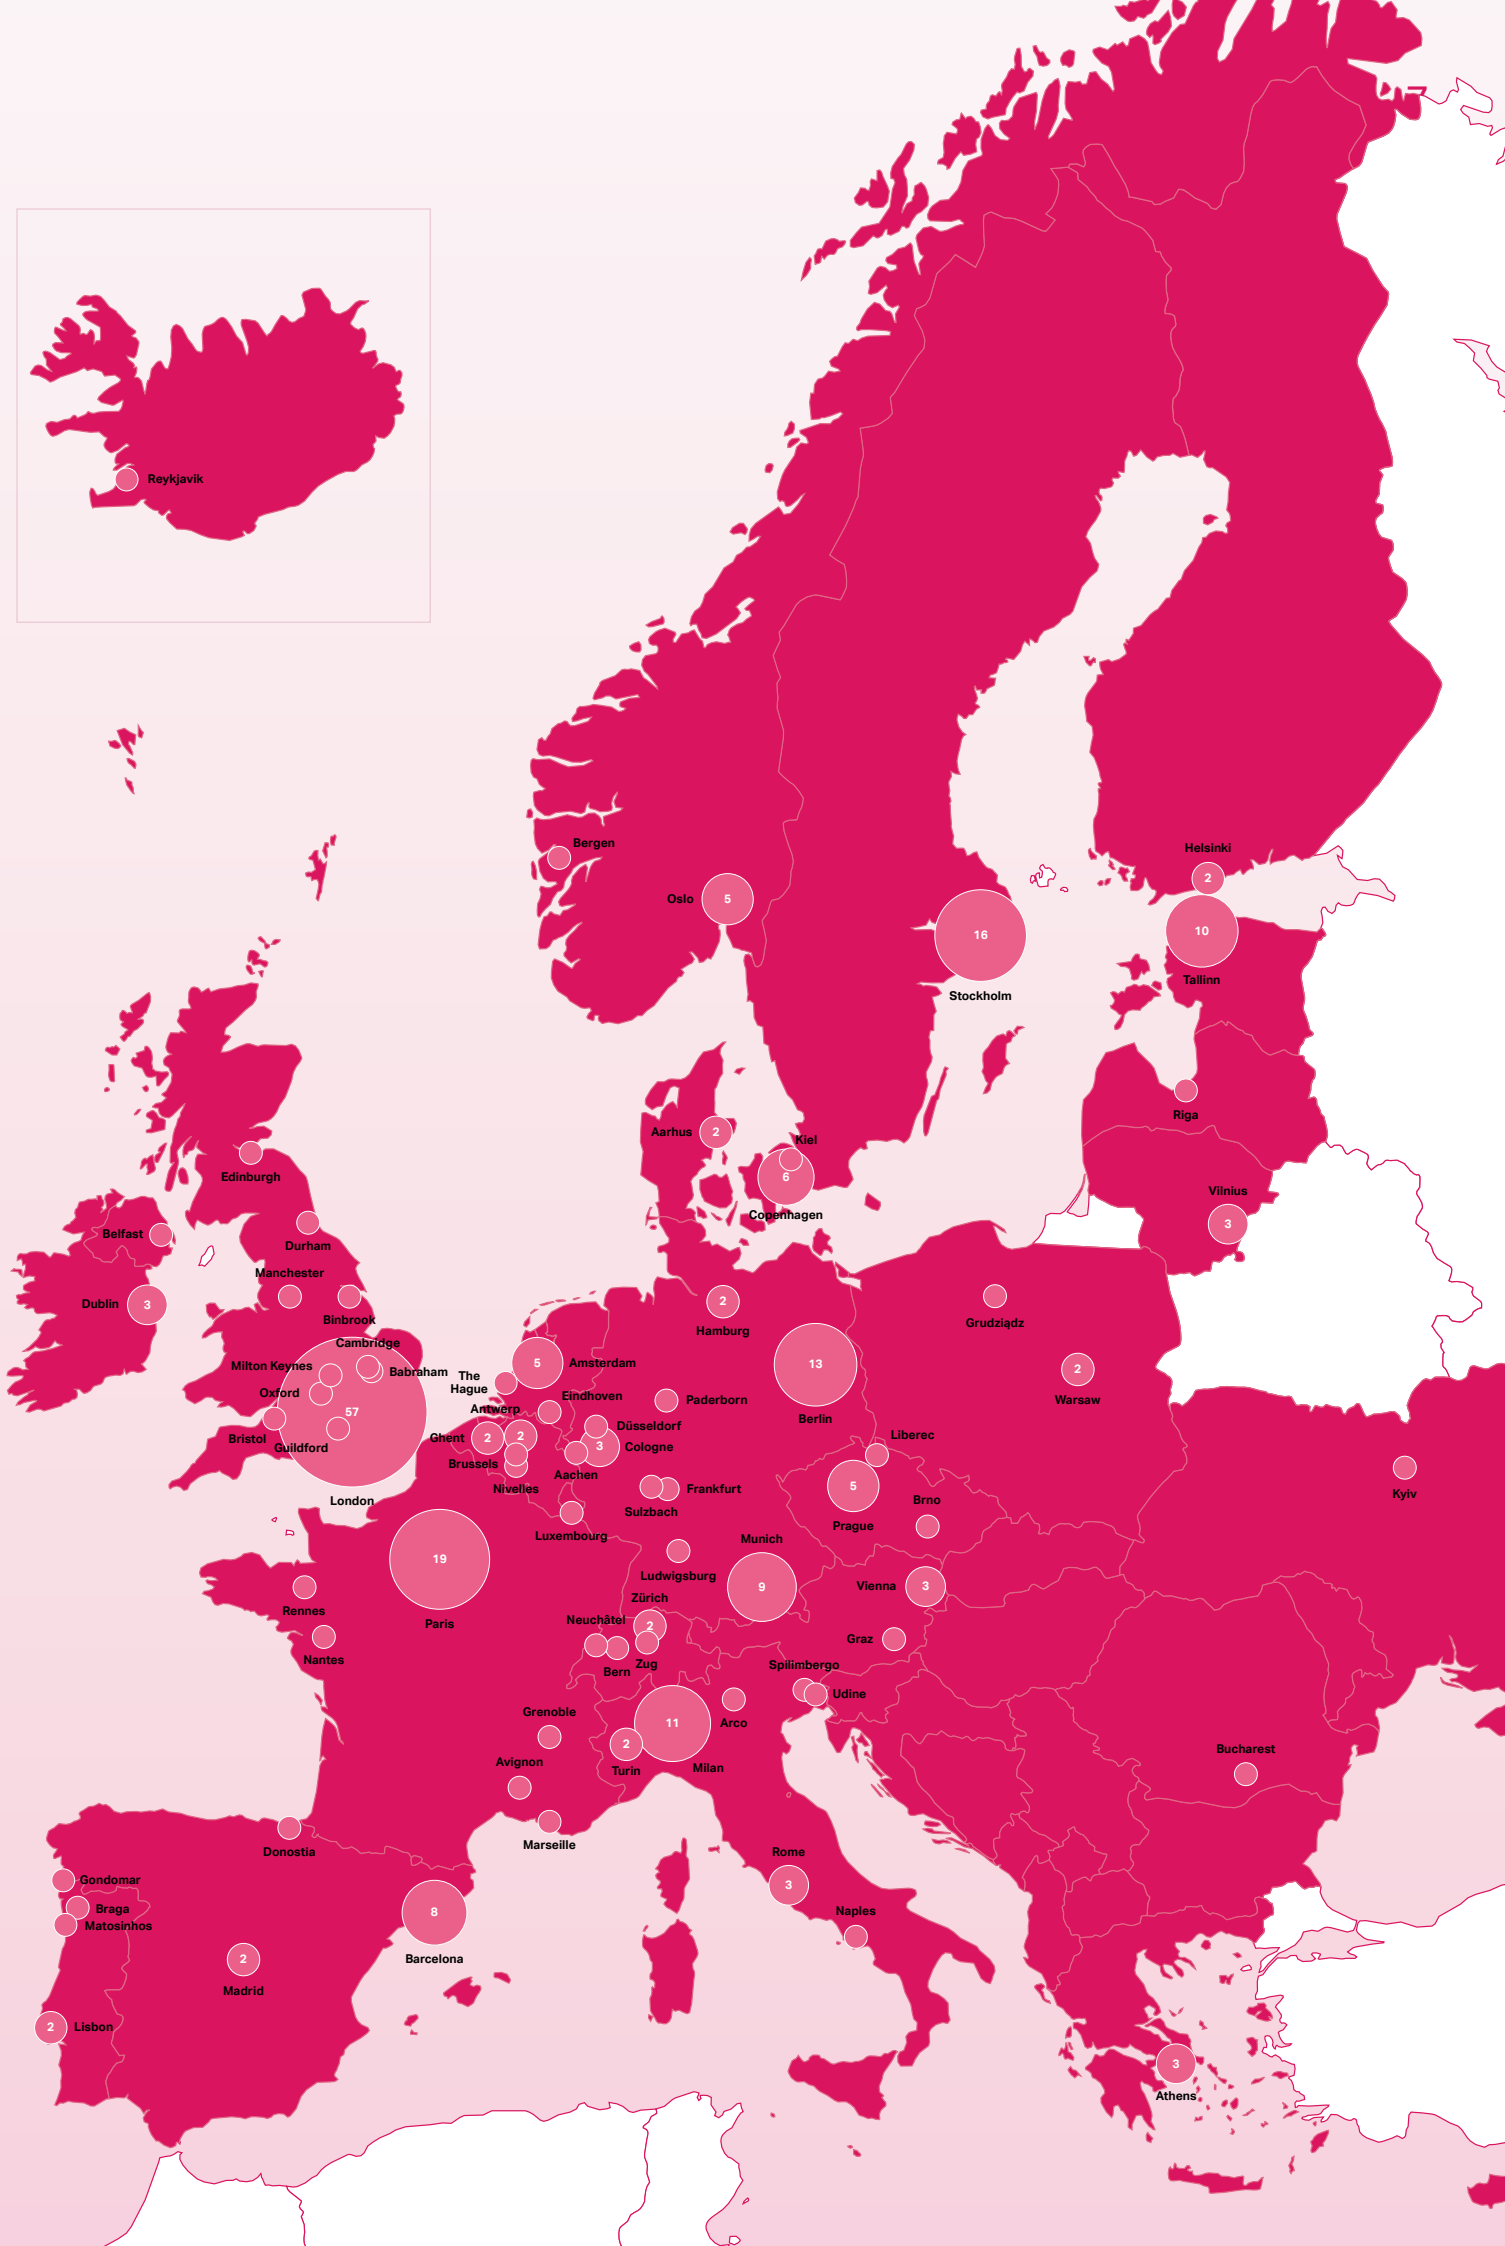 Reykjavik
Bergen
Helsinki
2
Oslo
5
16
Stockholm
10
Tallinn
Riga
Aarhus
2
Kiel
6
Copenhagen
Edinburgh
Vilnius
3
Belfast
Durham
Manchester
Dublin
3
Binbrook
2
Hamburg
Grudziądz
Cambridge
Milton Keynes
Babraham
Oxford
57
Bristol
Guildford
London
The
Hague
5
Amsterdam
Eindhoven
13
Berlin
2
Warsaw
Paderborn
Antwerp
Ghent
2
2
Düsseldorf
3
Cologne
Brussels
Aachen
Nivelles
Liberec
5
Prague
Brno
Kyiv
Frankfurt
Sulzbach
Luxembourg
19
Paris
Munich
9
Ludwigsburg
Vienna
3
Rennes
Zürich
2
Neuchâtel
Bern
Zug
Graz
Nantes
Spilimbergo
Udine
Grenoble
11
Arco
2
Turin
Milan
Avignon
Bucharest
Marseille
Donostia
Gondomar
Braga
Matosinhos
8
Barcelona
Rome
3
Naples
2
Madrid
2
Lisbon
3
Athens